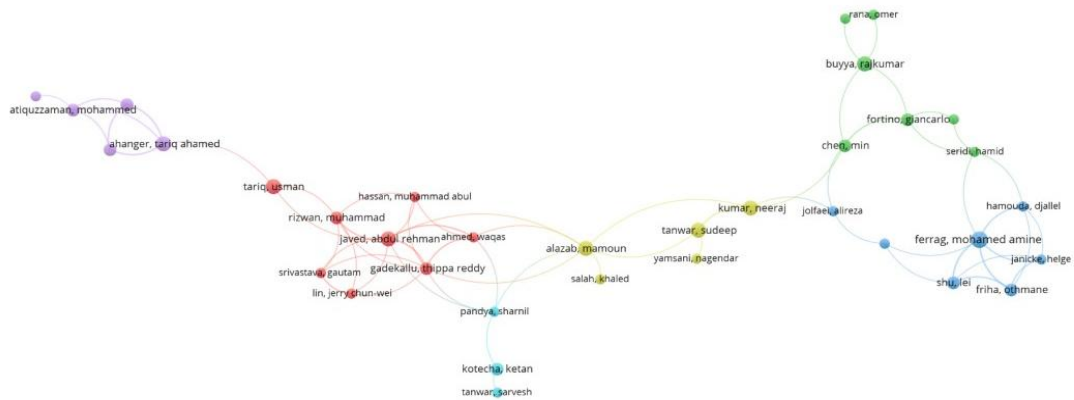 rana, omer
buyya, rajkumar
atiquzzaman, mohammed
fortino, giancarlo
ahanger, tariq ahamed
chen, min
seridi, hamid
tariq, usman
hassan, muhammad abul
rizwan, muhammad
kumar, neeraj
jolfaei, alireza
hamouda, djallel
tanwar, sudeep
javed, abdul rehman
ahmed, waqas
ferrag, mohamed amine
alazab, mamoun
yamsani, nagendar
janicke, helge
srivastava, gautam
gadekallu, thippa reddy
salah, khaled
shu, lei
friha, othmane
lin, jerry chun-wei
pandya, sharnil
kotecha, ketan
tanwar, sarvesh